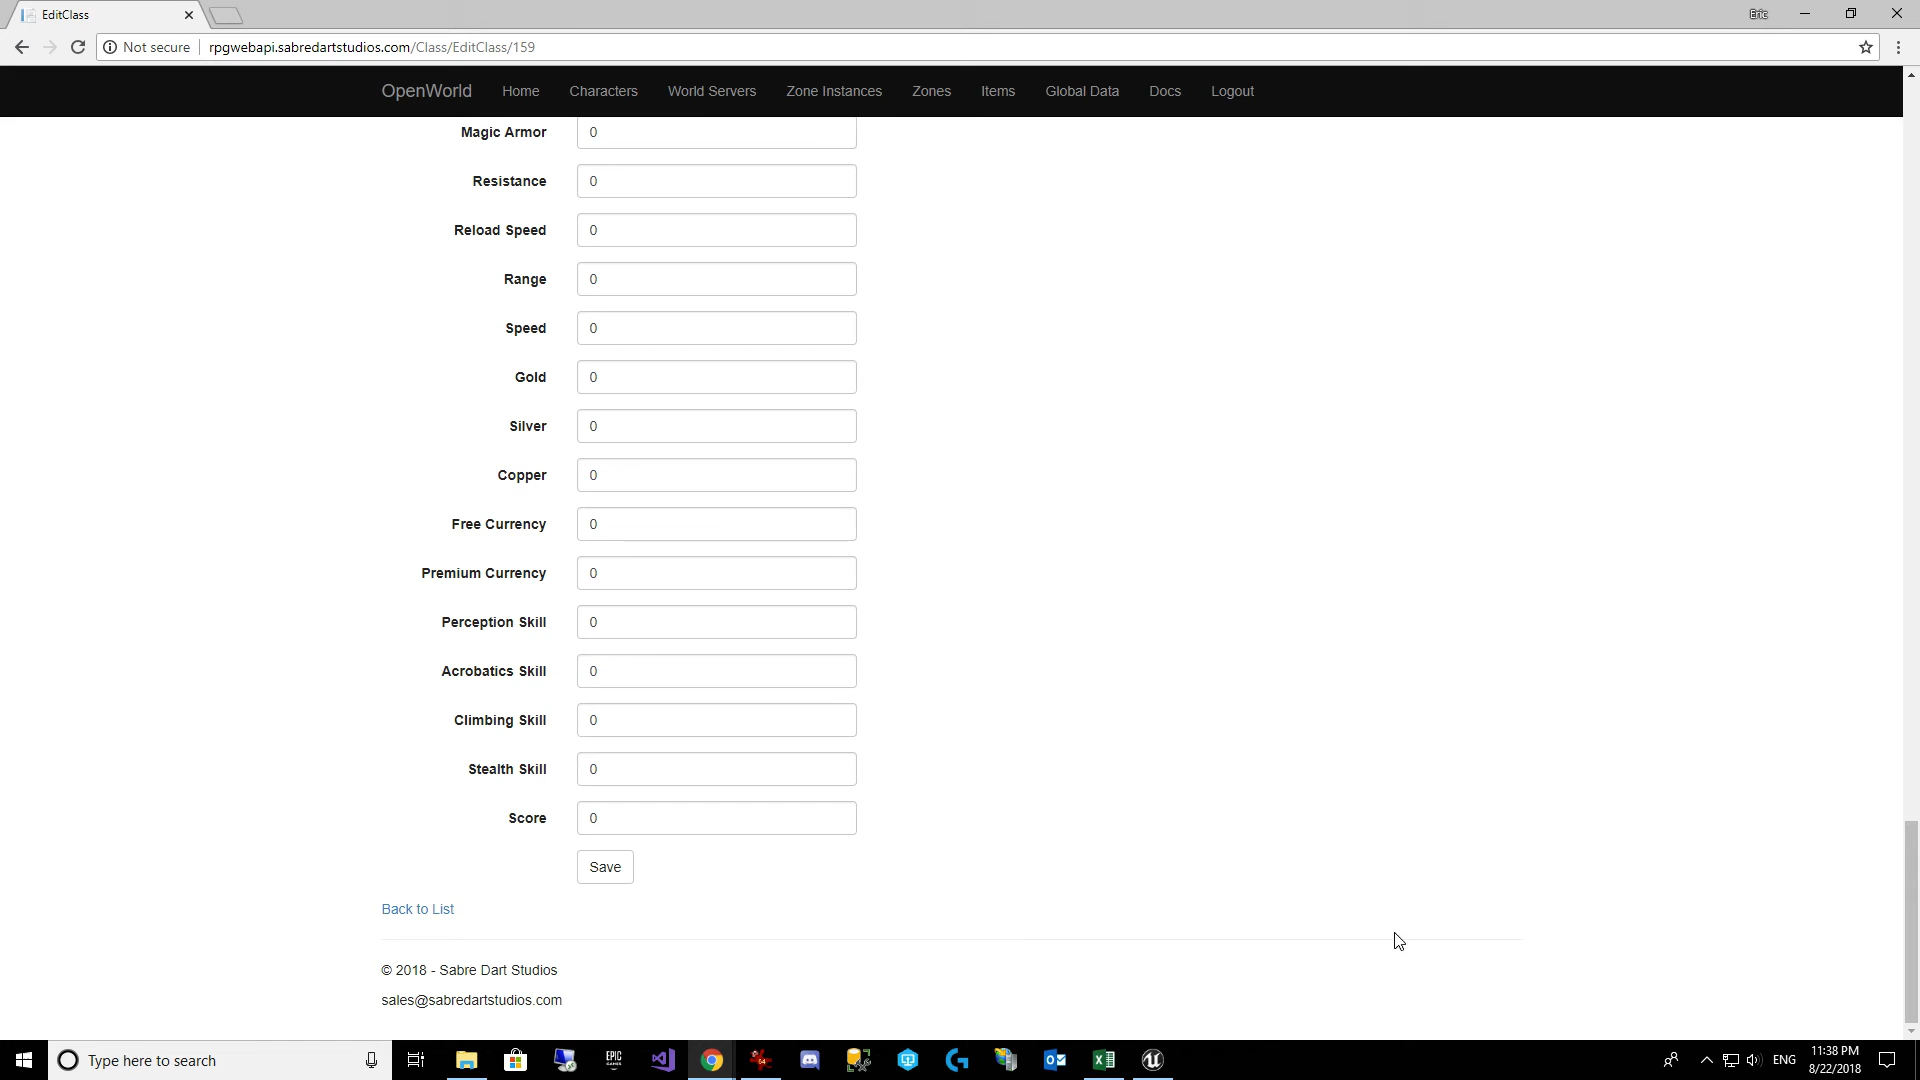 EditClass
Eric
Not secure
rpgwebapi.sabredartstudios.com/Class/EditClass/159
OpenWorld Home Characters World Servers Zone Instances Zones Items Global Data Docs Logout
Magic Armor 0
Resistance 0
Reload Speed 0
Range 0
Speed 0
Gold 0
Silver 0
Copper 0
Free Currency 0
Premium Currency 0
Perception Skill 0
Acrobatics Skill 0
Climbing Skill 0
Stealth Skill 0
Score 0
Save
Back to List
© 2018 - Sabre Dart Studios
sales@sabredartstudios.com
Type here to search
EPIC
GAMES
64
ENG
11:38 PM
8/22/2018